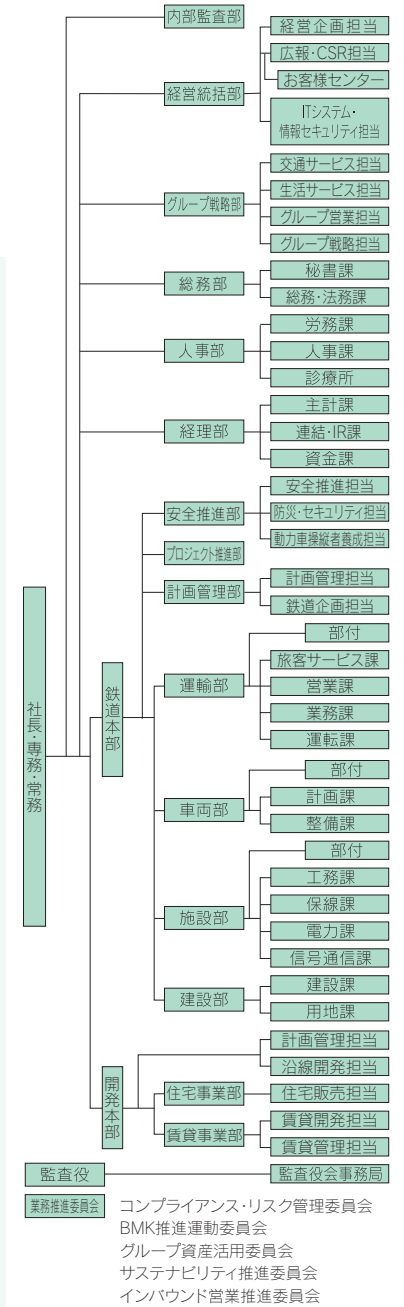 内部監査部
経営統括部
経営企画担当
広報・CSR担当
お客様センター
ITシステム・
情報セキュリティ担当
グループ戦略部
交通サービス担当
生活サービス担当
グループ営業担当
グループ戦略担当
総務部
秘書課
総務・法務課
人事部
労務課
人事課
診療所
経理部
主計課
連結・IR課
資金課
社長・専務・常務
鉄道本部
安全推進部
安全推進担当
防災・セキュリティ担当
動力車操縦者養成担当
プロジェクト推進部
計画管理部
計画管理担当
鉄道企画担当
運輸部
部付
旅客サービス課
営業課
業務課
運転課
車両部
部付
計画課
整備課
施設部
部付
工務課
保線課
電力課
信号通信課
建設部
建設課
用地課
開発本部
計画管理担当
沿線開発担当
住宅事業部
住宅販売担当
賃貸事業部
賃貸開発担当
賃貸管理担当
監査役
監査役会事務局
業務推進委員会
コンプライアンス・リスク管理委員会
BMK推進運動委員会
グループ資産活用委員会
サステナビリティ推進委員会
インバウンド営業推進委員会